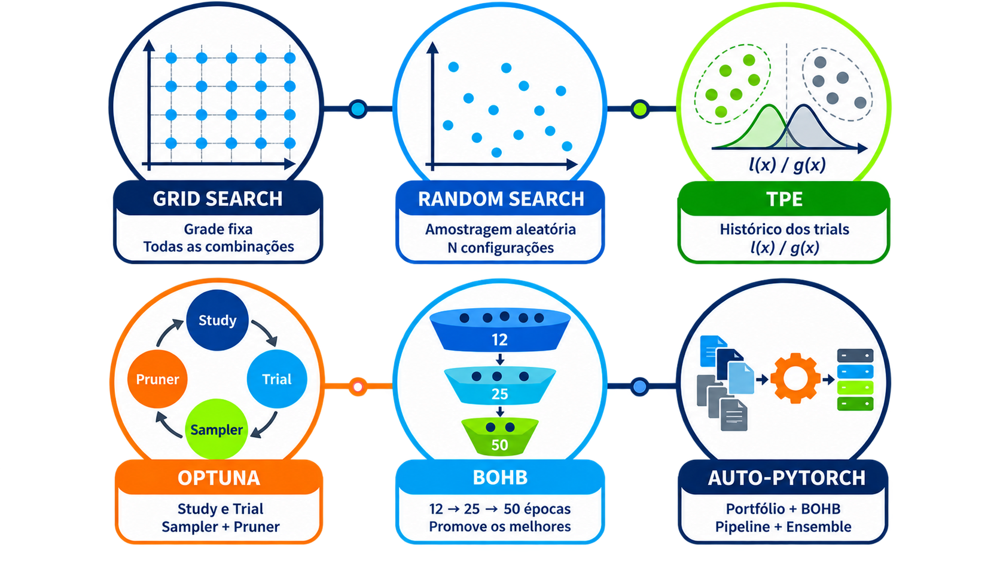 l(x) / g(x)
GRID SEARCH
Grade fixa
Todas as combinações
RANDOM SEARCH
Amostragem aleatória
N configurações
TPE
Histórico dos trials
l(x) / g(x)
Study
Trial
Sampler
Pruner
OPTUNA
Study e Trial
Sampler + Pruner
12
25
50
BOHB
12 → 25 → 50 épocas
Promove os melhores
AUTO-PYTORCH
Portfólio + BOHB
Pipeline + Ensemble